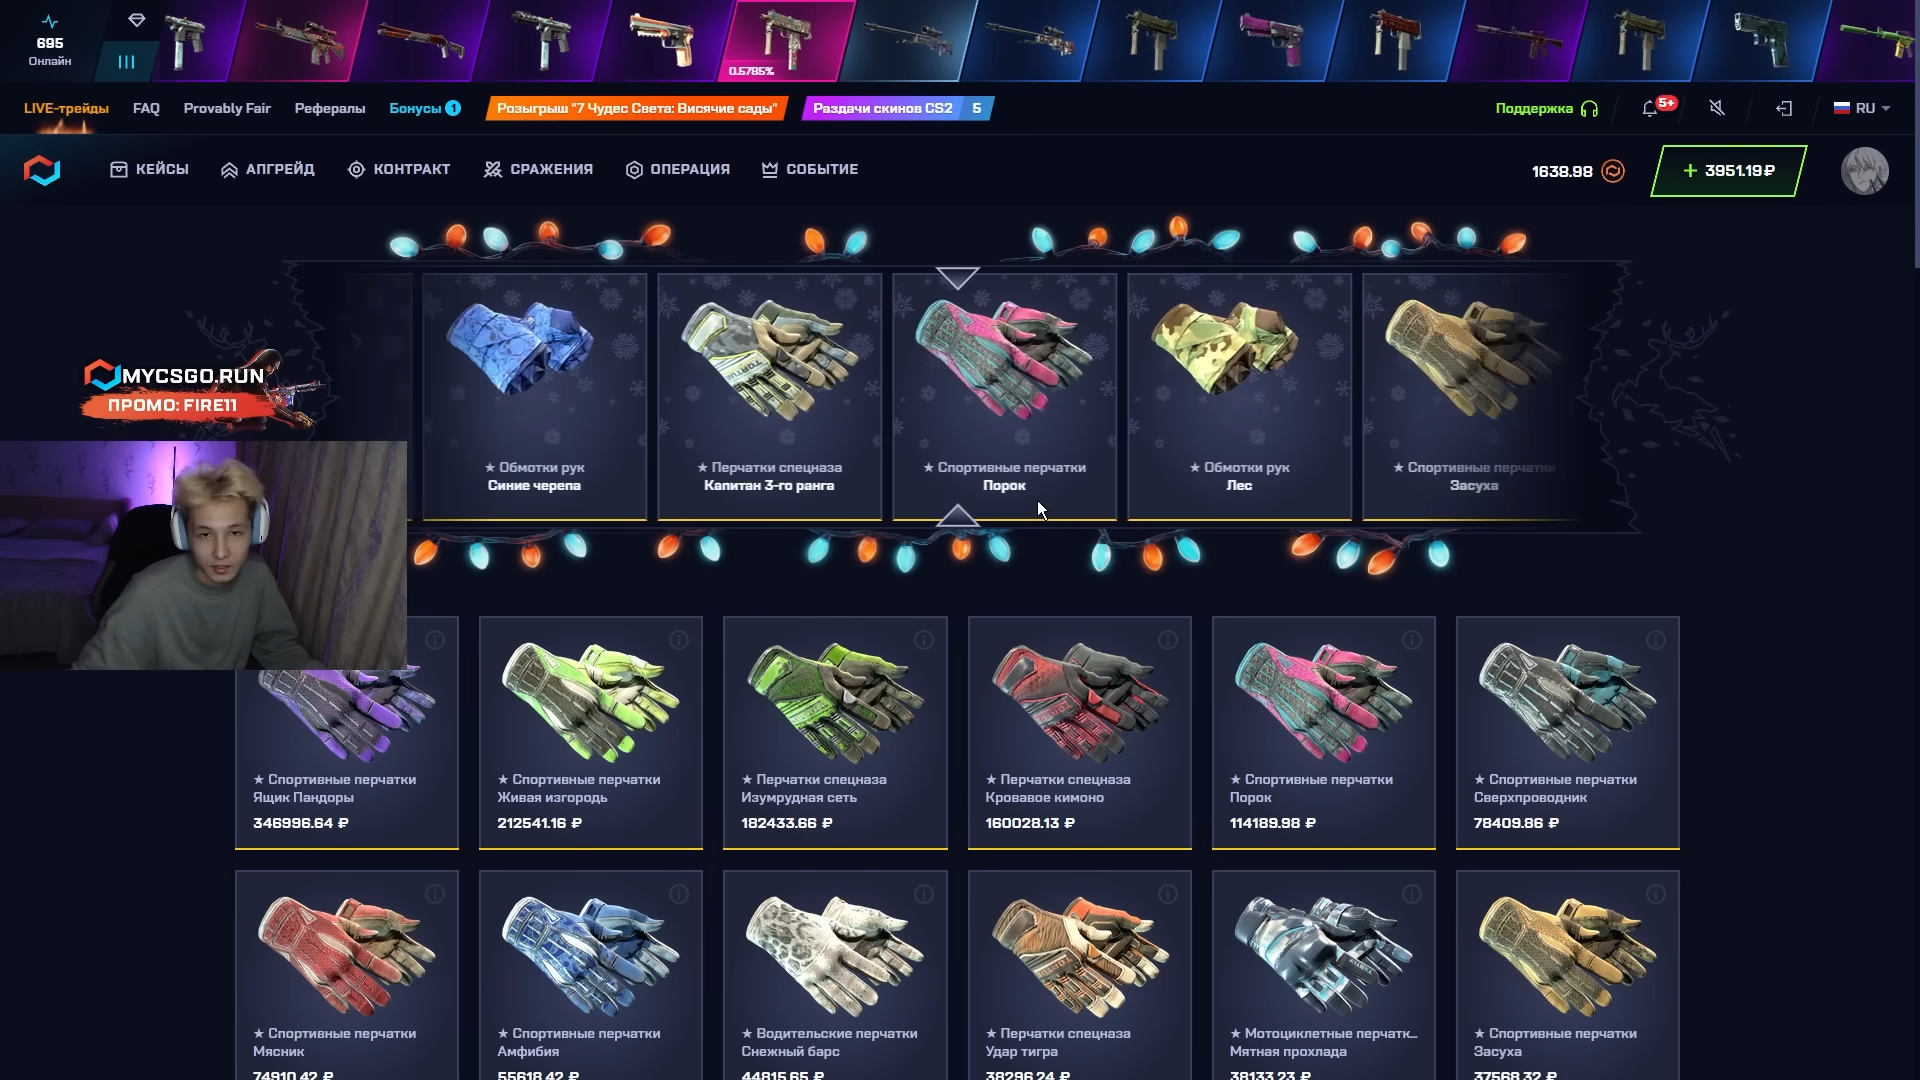 695
Онлайн
0.5785%
LIVE-трейды
FAQ
Provably Fair
Рефералы
Бонусы 1
Розыгрыш "7 Чудес Света: Висячие сады"
Раздачи скинов CS2 5
Поддержка
5+
RU
КЕЙСЫ
АПГРЕЙД
КОНТРАКТ
СРАЖЕНИЯ
ОПЕРАЦИЯ
СОБЫТИЕ
1638.98
+ 3951.19₽
MYCSGO.RUN
ПРОМО: FIRE11
★ Обмотки рук
Синие черепа
★ Перчатки спецназа
Капитан 3-го ранга
★ Спортивные перчатки
Порок
★ Обмотки рук
Лес
★ Спортивные перчатки
Засуха
★ Спортивные перчатки
Ящик Пандоры
346996.64 ₽
★ Спортивные перчатки
Живая изгородь
212541.16 ₽
★ Перчатки спецназа
Изумрудная сеть
182433.66 ₽
★ Перчатки спецназа
Кровавое кимоно
160028.13 ₽
★ Спортивные перчатки
Порок
114189.98 ₽
★ Спортивные перчатки
Сверхпроводник
78409.86 ₽
★ Спортивные перчатки
Мясник
74910.42 ₽
★ Спортивные перчатки
Амфибия
55618.42 ₽
★ Водительские перчатки
Снежный барс
44815.65 ₽
★ Перчатки спецназа
Удар тигра
38296.24 ₽
★ Мотоциклетные перчатк...
Мятная прохлада
38133.23 ₽
★ Спортивные перчатки
Засуха
37568.32 ₽